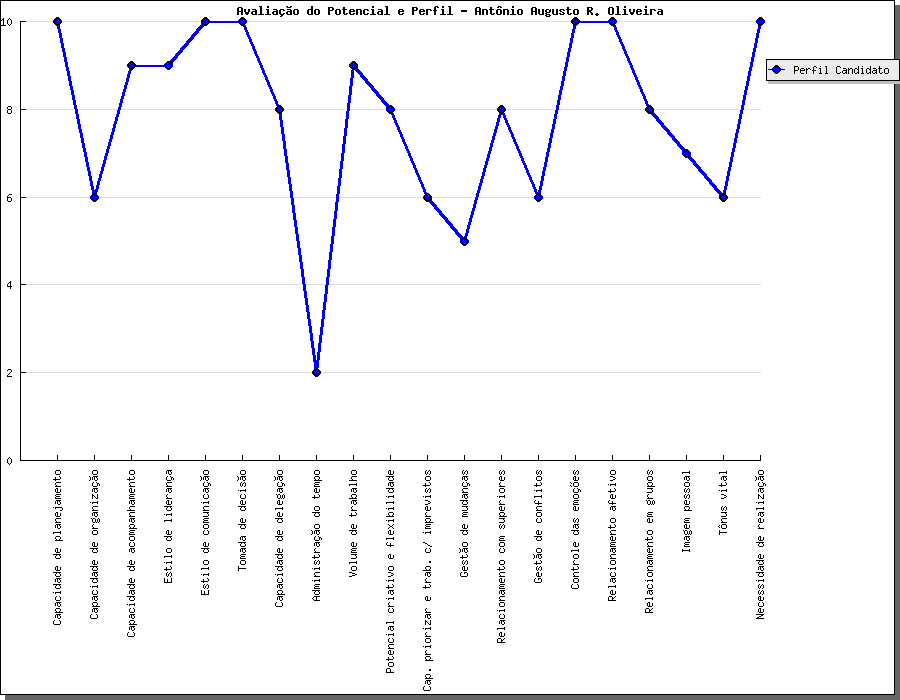 Avaliação do Potencial e Perfil - Antônio Augusto R. Oliveira
10
8
6
4
2
0
Perfil Candidato
Capacidade de planejamento
Capacidade de organização
Capacidade de acompanhamento
Estilo de liderança
Estilo de comunicação
Tomada de decisão
Capacidade de delegação
Administração do tempo
Volume de trabalho
Potencial criativo e flexibilidade
Cap. priorizar e trab. c/ imprevistos
Gestão de mudanças
Relacionamento com superiores
Gestão de conflitos
Controle das emoções
Relacionamento afetivo
Relacionamento em grupos
Imagem pessoal
Tônus vital
Necessidade de realização